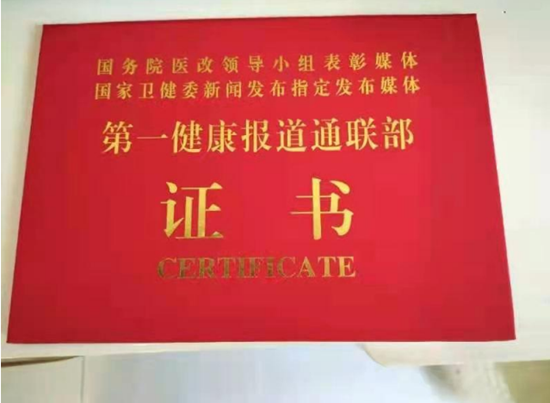 国务院医改领导小组表彰媒体
国家卫健委新闻发布指定发布媒体
第一健康报道通联部
证书
CERTIFICATE